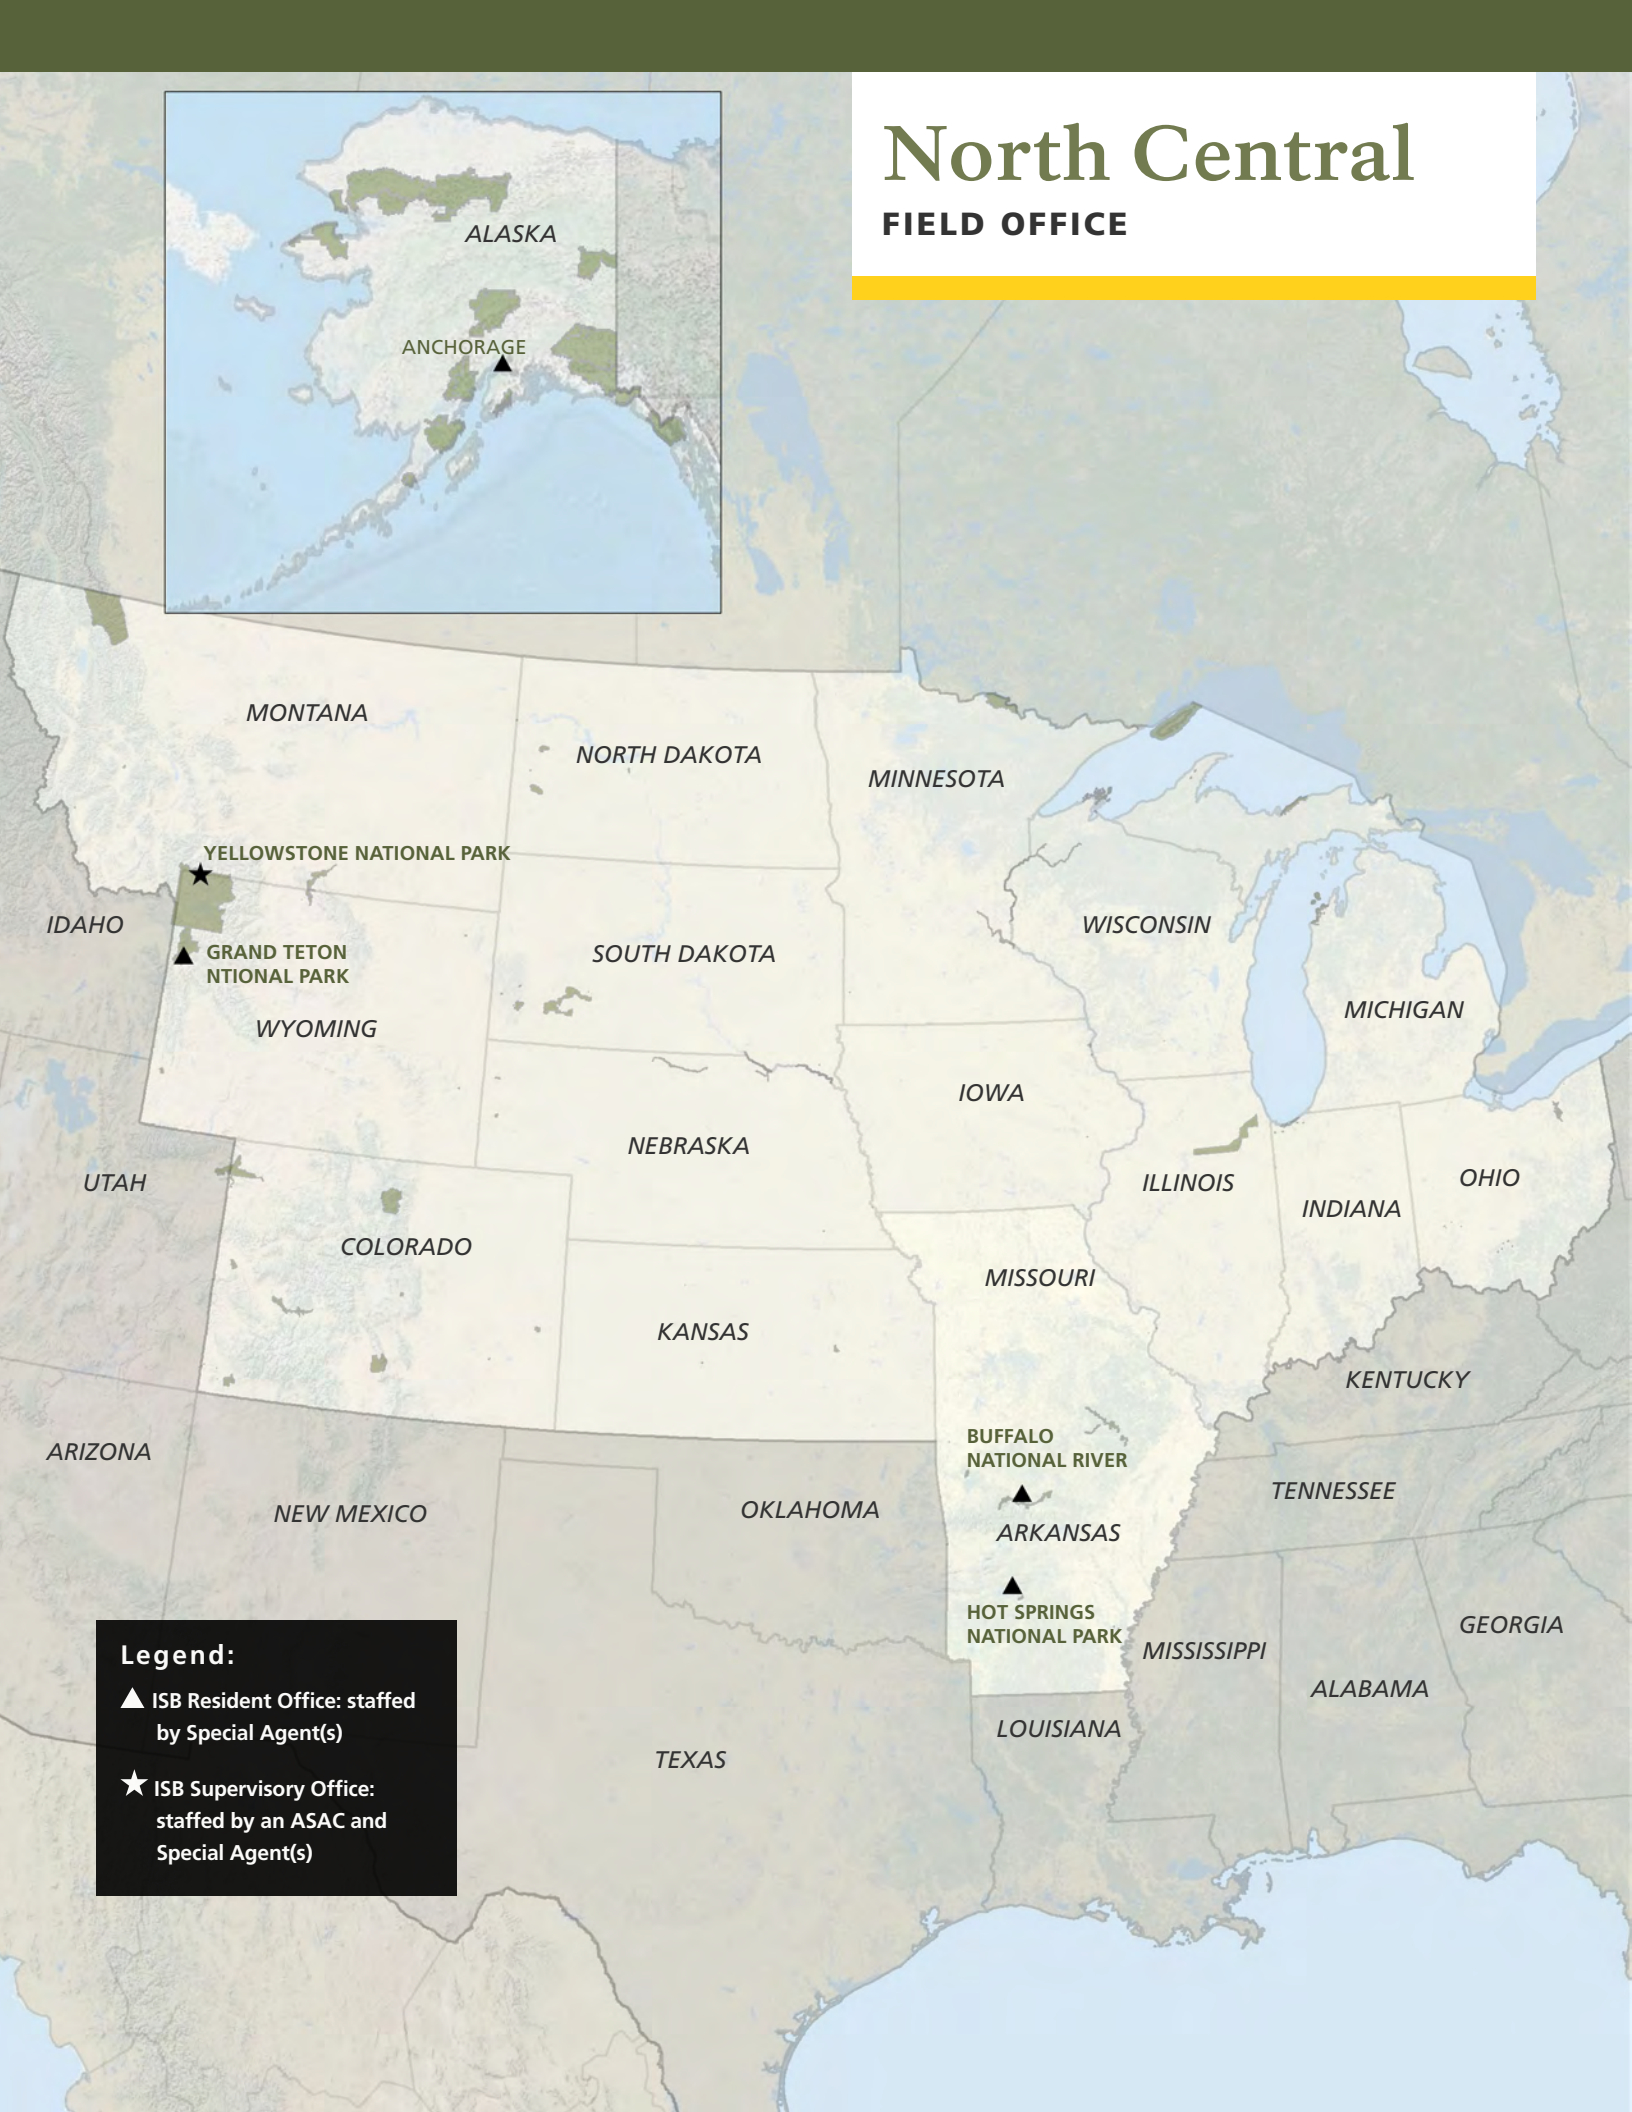 North Central
FIELD OFFICE
ALASKA
ANCHORAGE
MONTANA
NORTH DAKOTA
MINNESOTA
YELLOWSTONE NATIONAL PARK
IDAHO
WISCONSIN
GRAND TETON
NTIONAL PARK
SOUTH DAKOTA
MICHIGAN
WYOMING
IOWA
NEBRASKA
UTAH
ILLINOIS
OHIO
INDIANA
COLORADO
MISSOURI
KANSAS
KENTUCKY
BUFFALO
NATIONAL RIVER
ARIZONA
TENNESSEE
NEW MEXICO
OKLAHOMA
ARKANSAS
HOT SPRINGS
NATIONAL PARK
GEORGIA
MISSISSIPPI
ALABAMA
LOUISIANA
TEXAS
Legend:
ISB Resident Office: staffed
by Special Agent(s)
ISB Supervisory Office:
staffed by an ASAC and
Special Agent(s)